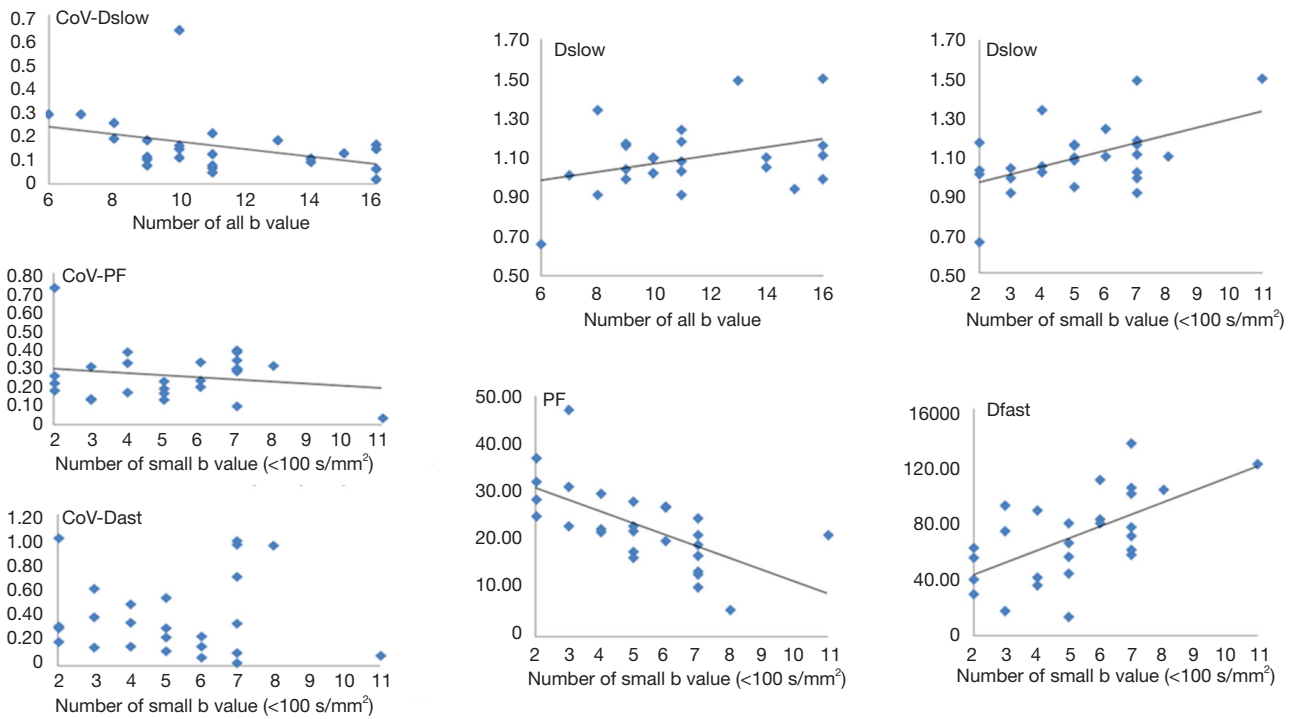 CoV-Dslow
0.7
0.6
0.5
0.4
0.3
0.2
0.1
0
6 8 10 12 14 16
Number of all b value
CoV-PF
0.80
0.70
0.60
0.50
0.40
0.30
0.20
0.10
0
2 3 4 5 6 7 8 9 10 11
Number of small b value (<100 s/mm²)
CoV-Dast
1.20
1.00
0.80
0.60
0.40
0.20
0
2 3 4 5 6 7 8 9 10 11
Number of small b value (<100 s/mm²)
Dslow
1.70
1.50
1.30
1.10
0.90
0.70
0.50
6 8 10 12 14 16
Number of all b value
PF
50.00
40.00
30.00
20.00
10.00
0
2 3 4 5 6 7 8 9 10 11
Number of small b value (<100 s/mm²)
Dslow
1.70
1.50
1.30
1.10
0.90
0.70
0.50
2 3 4 5 6 7 8 9 10 11
Number of small b value (<100 s/mm²)
Dfast
16000
120.00
80.00
40.00
0
2 3 4 5 6 7 8 9 10 11
Number of small b value (<100 s/mm²)